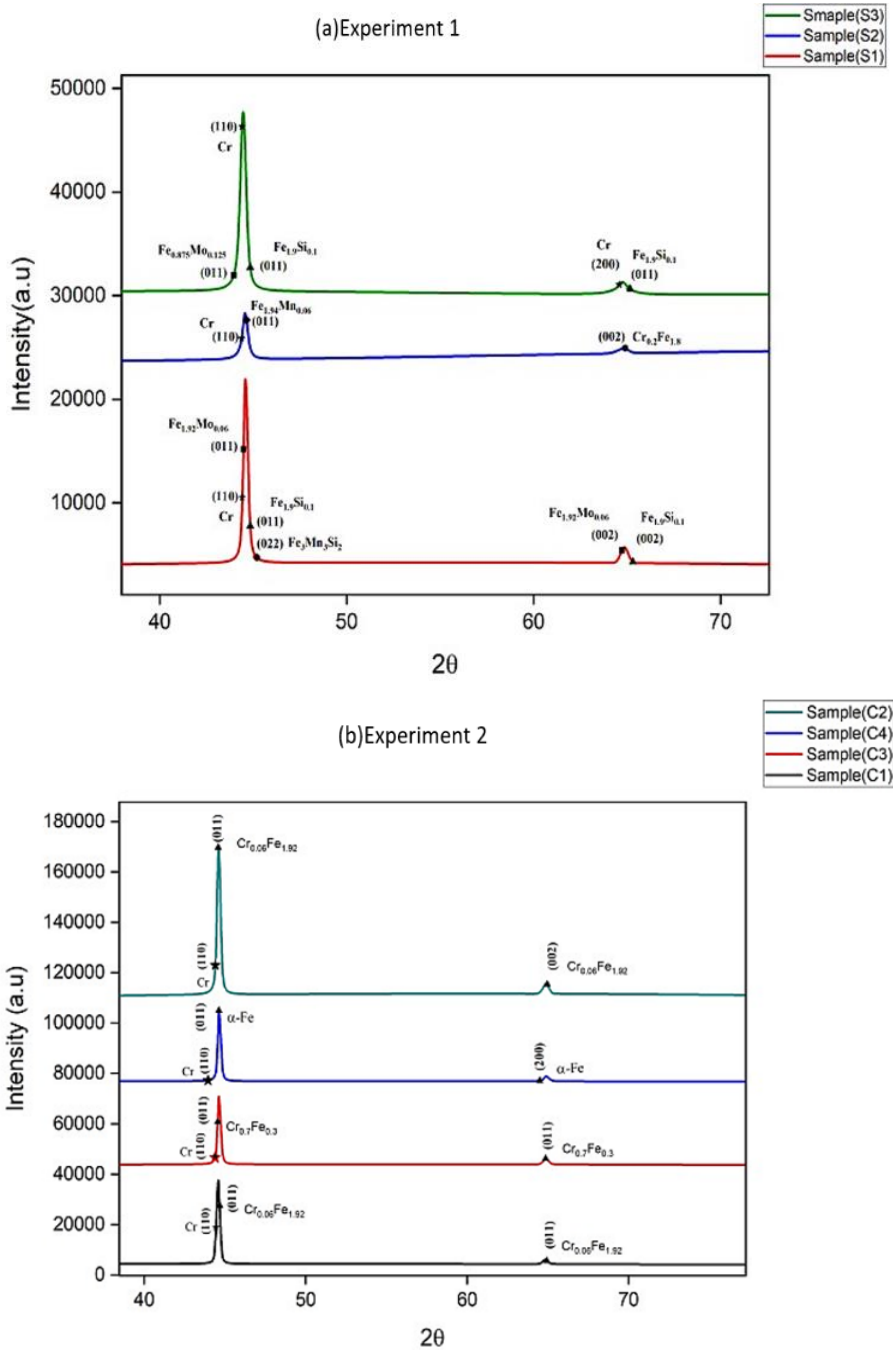 (a)Experiment 1
Smaple(S3)
Sample(S2)
Sample(S1)
50000
40000
30000
20000
10000
Intensity(a.u)
(110)
Cr
Fe0.875Mo0.125
(011)
Fe1.9Si0.1
(011)
Cr
(200)
Fe1.9Si0.1
(011)
Fe1.94Mn0.06
(011)
Cr
(110)
(002)
Cr0.2Fe1.8
Fe1.92Mo0.06
(011)
(110)
Cr
Fe1.9Si0.1
(011)
(022)
Fe3Mn3Si2
Fe1.92Mo0.06
(002)
Fe1.9Si0.1
(002)
40
50
60
70
2θ
(b)Experiment 2
Sample(C2)
Sample(C4)
Sample(C3)
Sample(C1)
180000
160000
140000
120000
100000
80000
60000
40000
20000
0
Intensity (a.u)
(011)
Cr0.06Fe1.92
(110)
Cr
(002)
Cr0.06Fe1.92
(011)
α-Fe
Cr
(110)
(200)
α-Fe
(011)
Cr0.7Fe0.3
Cr
(110)
(011)
Cr0.7Fe0.3
(011)
Cr0.06Fe1.92
Cr
(110)
(011)
Cr0.06Fe1.92
40
50
60
70
2θ